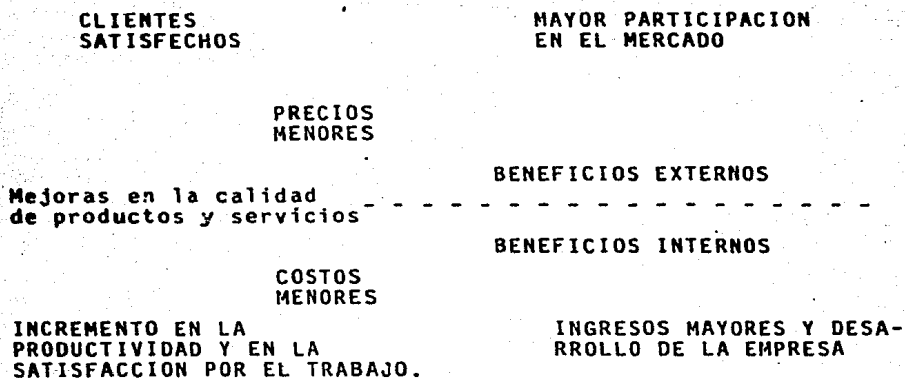 CLIENTES
SATISFECHOS
MAYOR PARTICIPACION
EN EL MERCADO
PRECIOS
MENORES
BENEFICIOS EXTERNOS
Mejoras en la calidad
de productos y servicios
BENEFICIOS INTERNOS
COSTOS
MENORES
INCREMENTO EN LA
PRODUCTIVIDAD Y EN LA
SATISFACCION POR EL TRABAJO.
INGRESOS MAYORES Y DESA-
RROLLO DE LA EMPRESA